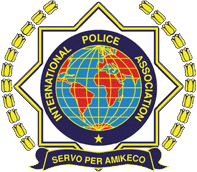 INTERNATIONAL POLICE ASSOCIATION
SERVO PER AMIKECO